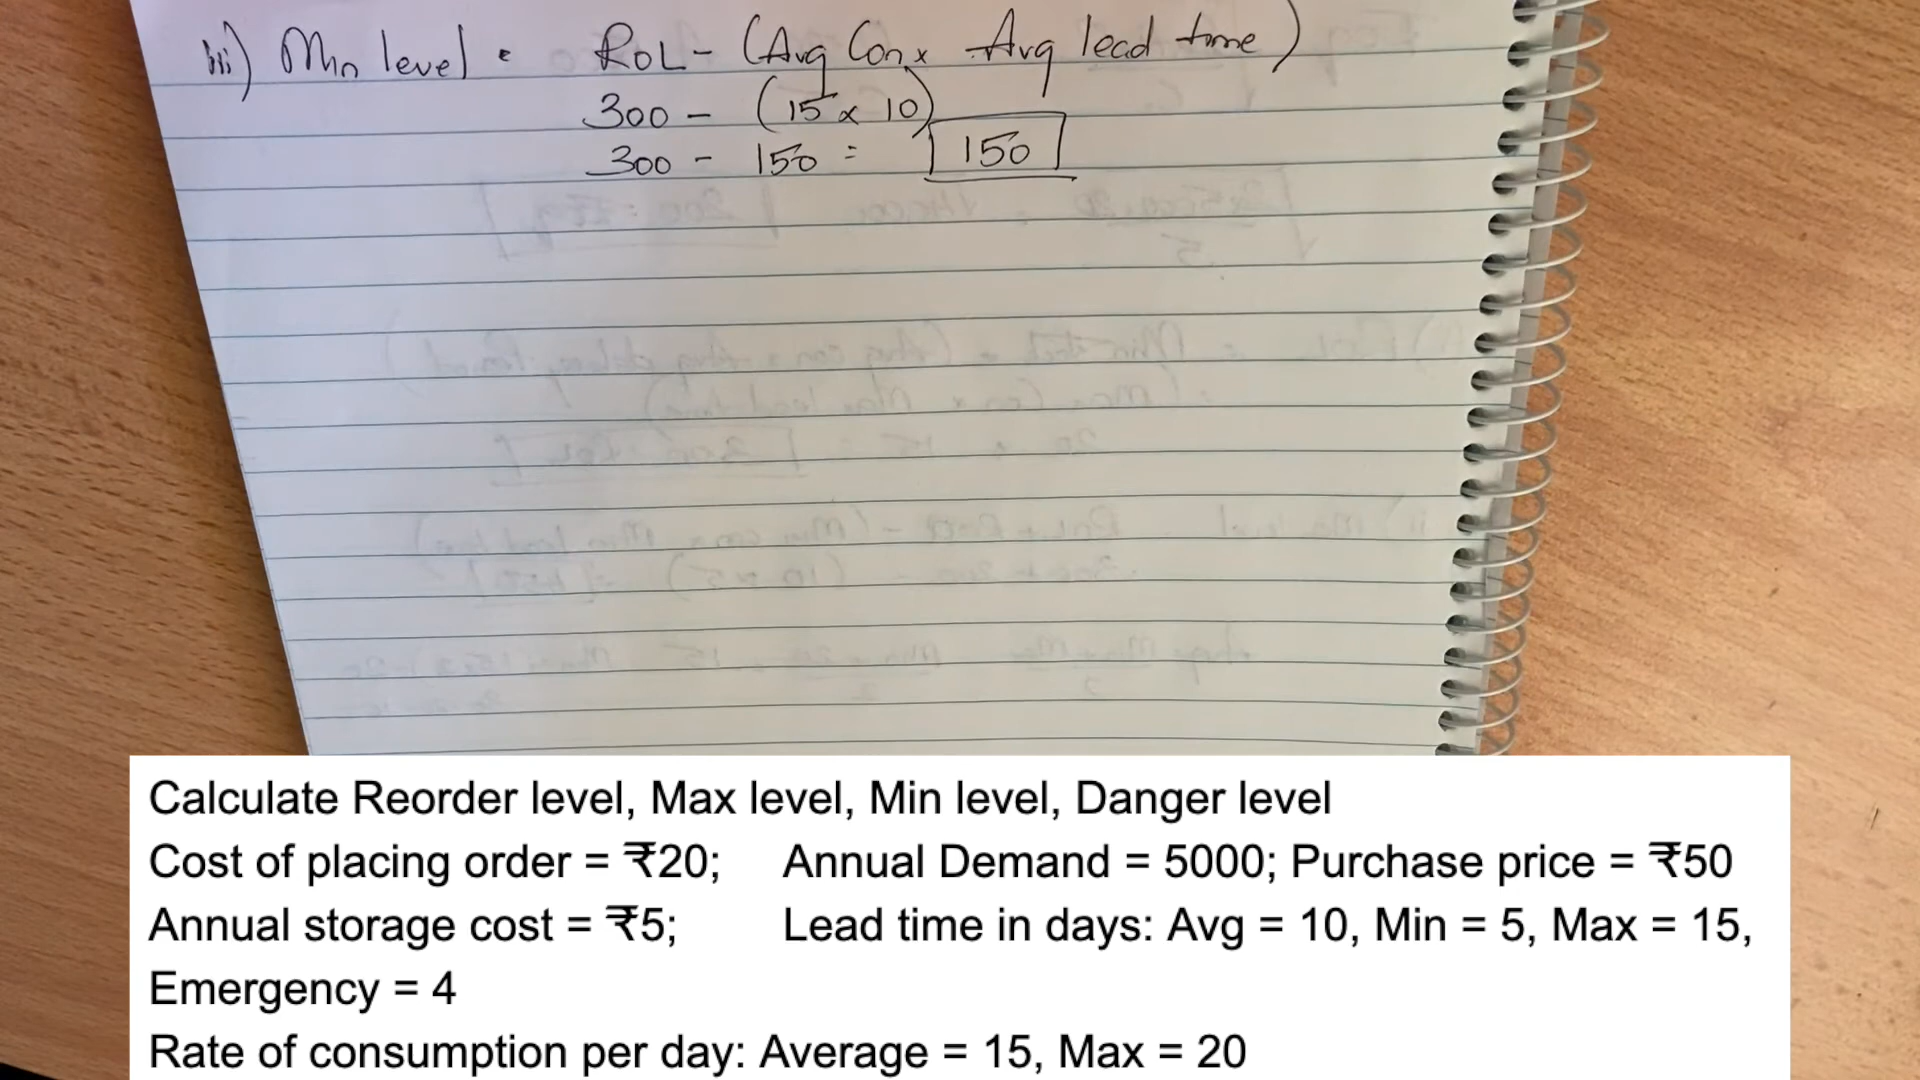 iii) Min level = ROL - (Avg Con x Avg lead time)
300 - (15 x 10)
300 - 150 = 150
Calculate Reorder level, Max level, Min level, Danger level
Cost of placing order = ₹20; Annual Demand = 5000; Purchase price = ₹50
Annual storage cost = ₹5; Lead time in days: Avg = 10, Min = 5, Max = 15,
Emergency = 4
Rate of consumption per day: Average = 15, Max = 20